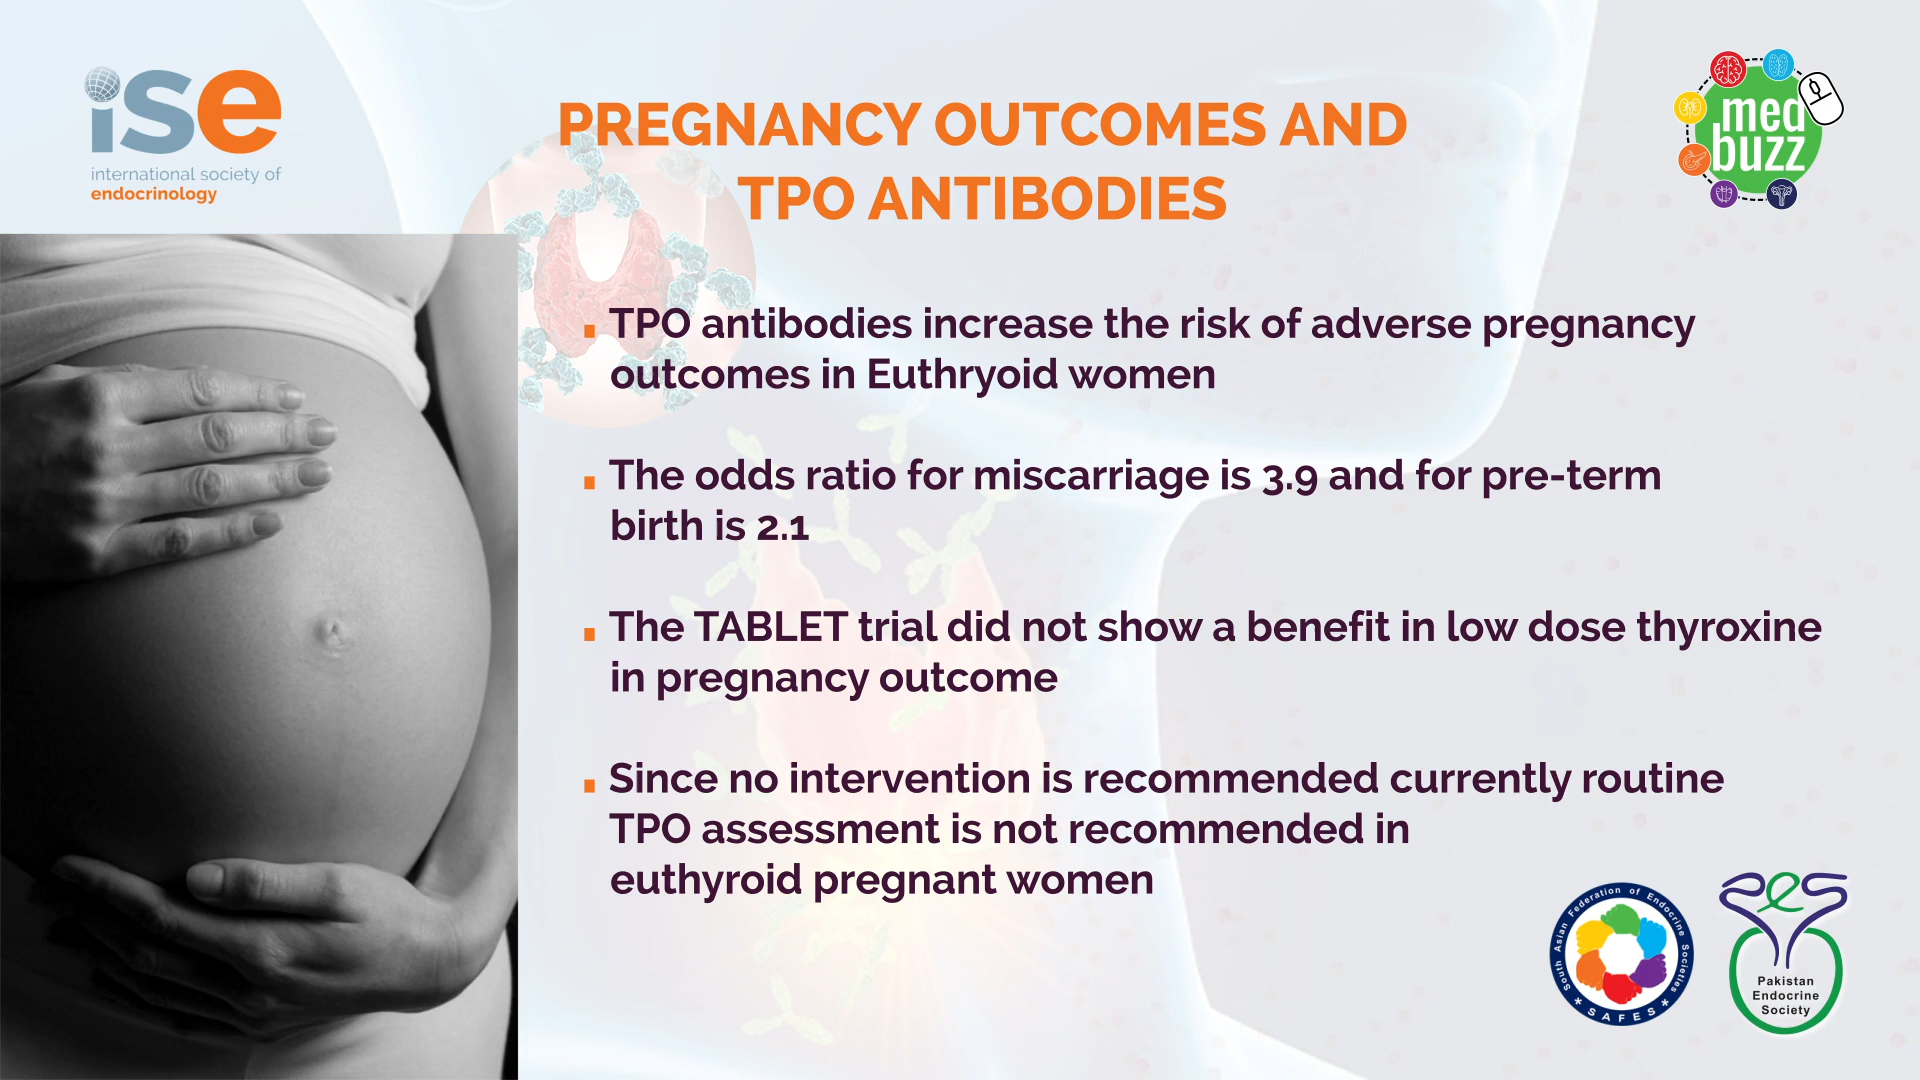 ise
international society of
endocrinology
PREGNANCY OUTCOMES AND
TPO ANTIBODIES
med
buzz
TPO antibodies increase the risk of adverse pregnancy
outcomes in Euthryoid women
The odds ratio for miscarriage is 3.9 and for pre-term
birth is 2.1
The TABLET trial did not show a benefit in low dose thyroxine
in pregnancy outcome
Since no intervention is recommended currently routine
TPO assessment is not recommended in
euthyroid pregnant women
South Asian Federation of Endocrine Societies
* SAFES *
PES
Pakistan
Endocrine
Society